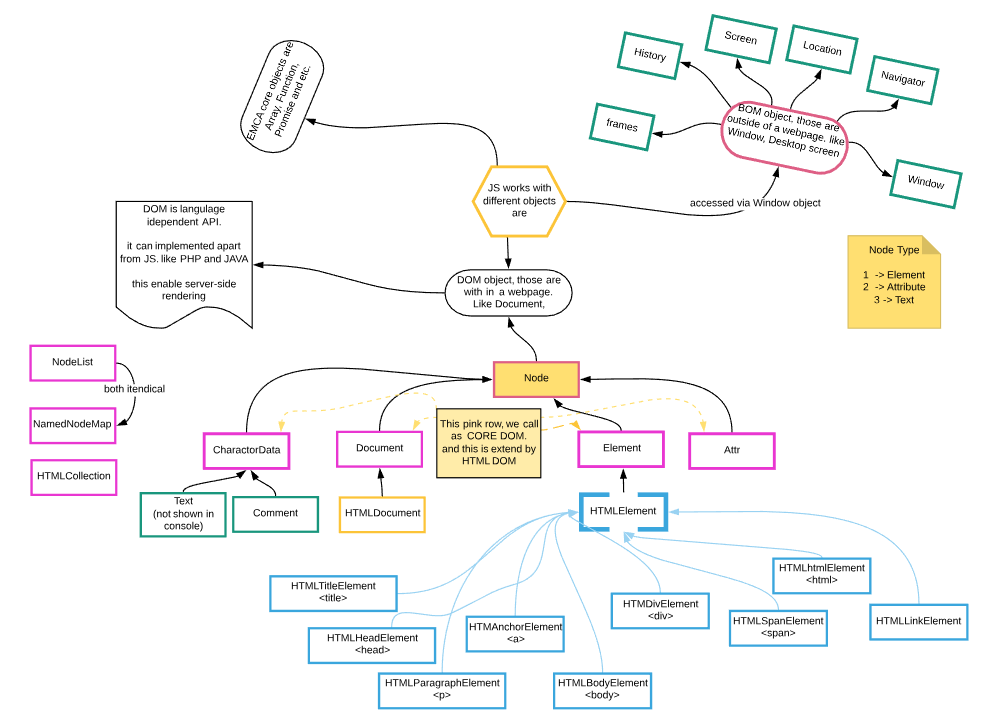 EMCA core objects are
Array, Function,
Promise and etc.
History
Screen
Location
Navigator
frames
BOM object, those are
outside of a webpage. like
Window, Desktop screen
Window
JS works with
different objects
are
accessed via Window object
DOM is langulage
idependent API.
it can implemented apart
from JS. like PHP and JAVA
this enable server-side
rendering
DOM object, those are
with in a webpage.
Like Document,
Node Type
1 -> Element
2 -> Attribute
3 -> Text
NodeList
both itendical
NamedNodeMap
HTMLCollection
Node
This pink row, we call
as CORE DOM.
and this is extend by
HTML DOM
CharactorData
Document
Element
Attr
Text
(not shown in
console)
Comment
HTMLDocument
HTMLElement
HTMLTitleElement
<title>
HTMLHeadElement
<head>
HTMLParagraphElement
<p>
HTMAnchorElement
<a>
HTMLBodyElement
<body>
HTMDivElement
<div>
HTMLSpanElement
<span>
HTMLhtmlElement
<html>
HTMLLinkElement